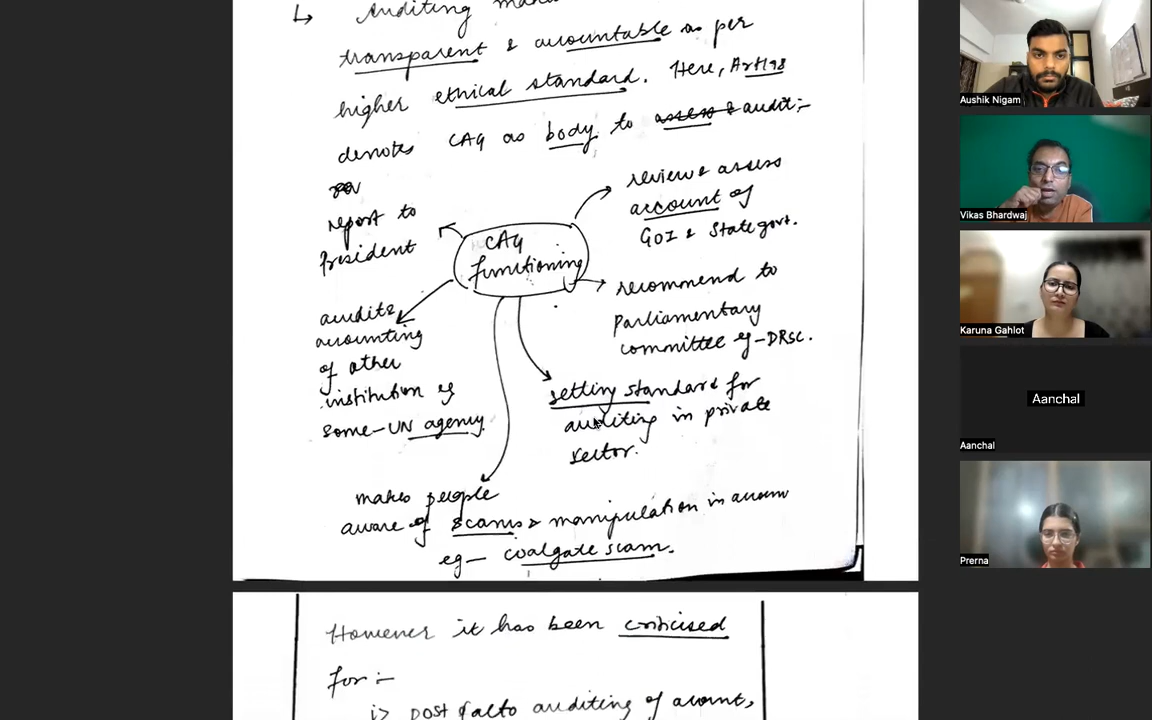 ↳ Auditing
transparent & accountable as per
higher ethical standard. Here, Art 148
denotes CAG as body to assess & audit:-
report to
President
CAG
functioning
review & assess
account of
GOI & State govt.
recommend to
Parliamentary
committee eg - DRSC.
setting standard for
auditing in private
sector.
audits
accounting
of other
institution eg
some - UN agency.
makes people
aware of scams & manipulation in
eg - coalgate scam.
However it has been criticised
for :-
i> post facto auditing of account,
Aushik Nigam
Vikas Bhardwaj
Karuna Gahlot
Aanchal
Aanchal
Prerna